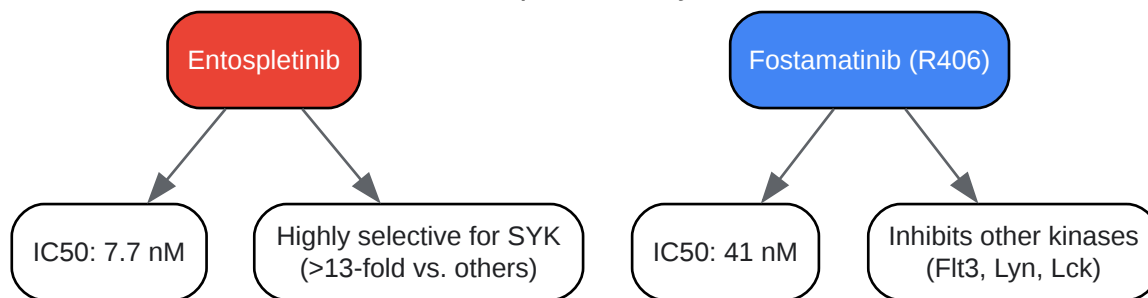 Entospletinib
Fostamatinib (R406)
IC50: 7.7 nM
Highly selective for SYK
(>13-fold vs. others)
IC50: 41 nM
Inhibits other kinases
(Flt3, Lyn, Lck)